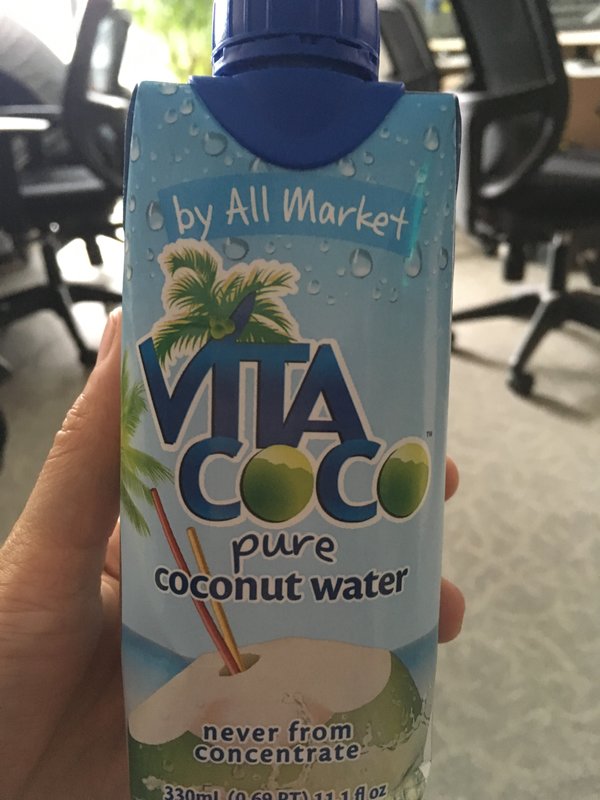 by All Market
VITA
COCO
TM
pure
coconut water
never from
concentrate
330mL (0.69 PT) 11.1 fl oz